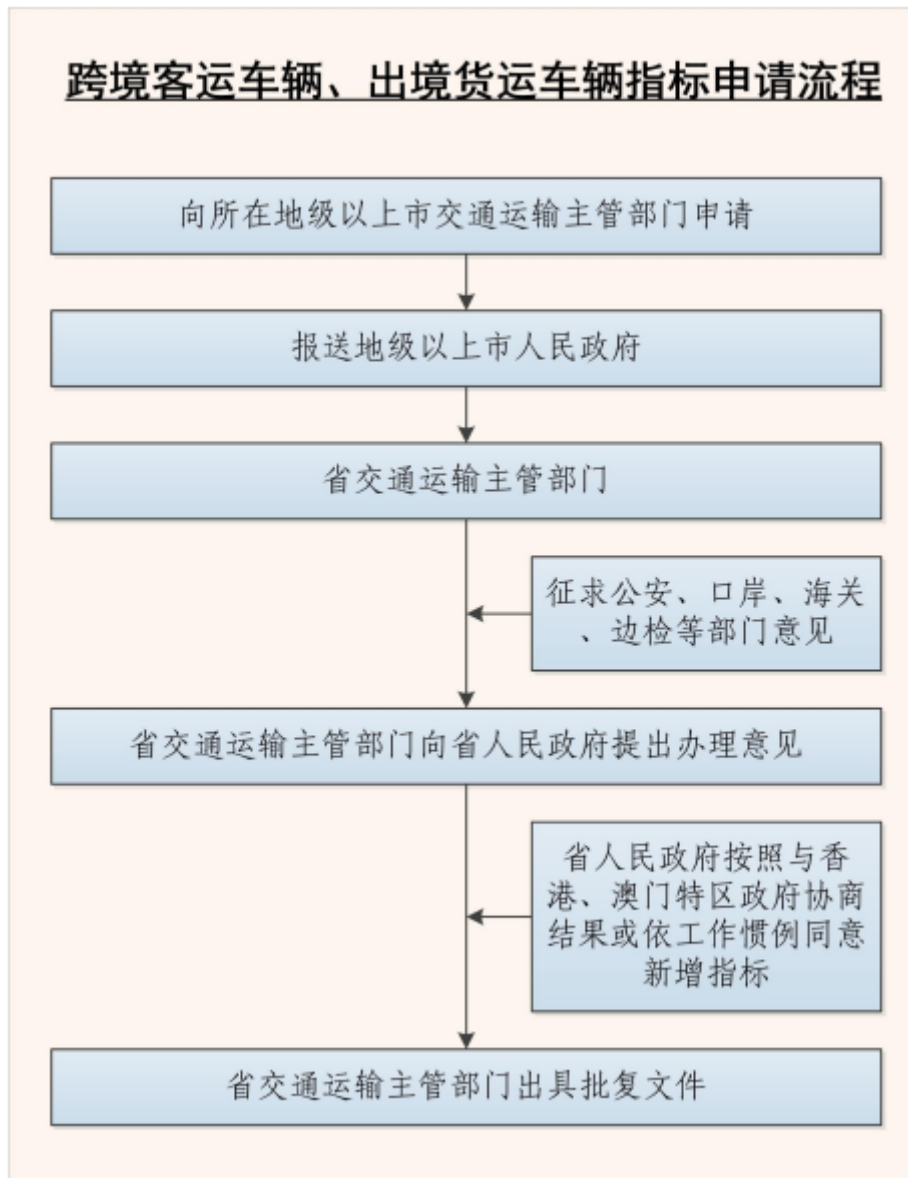 跨境客运车辆、出境货运车辆指标申请流程
向所在地级以上市交通运输主管部门申请
报送地级以上市人民政府
省交通运输主管部门
征求公安、口岸、海关
、边检等部门意见
省交通运输主管部门向省人民政府提出办理意见
省人民政府按照与香
港、澳门特区政府协商
结果或依工作惯例同意
新增指标
省交通运输主管部门出具批复文件